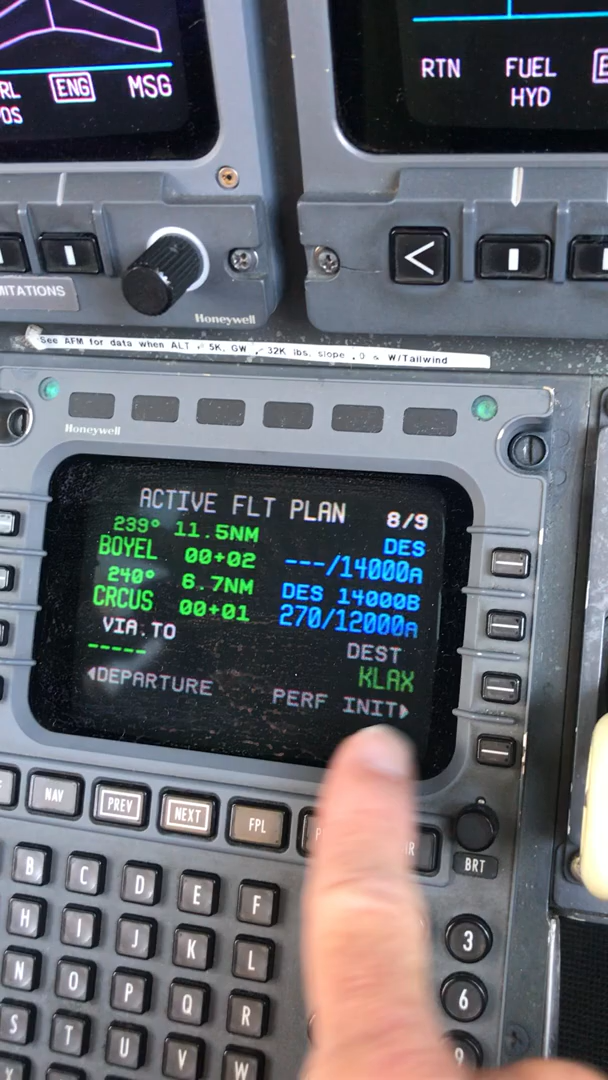 RTN
FUEL
HYD
ENG
MSG
Honeywell
See AFM for data when ALT 5K, GW 32K lbs, slope .0 W/Tailwind
Honeywell
ACTIVE FLT PLAN 8/9
239° 11.5NM DES
BOYEL 00+02 ---/14000A
240° 6.7NM DES 14000B
CRCUS 00+01 270/12000A
VIA.TO DEST
----- KLAX
◂DEPARTURE PERF INIT▸
NAV PREV NEXT FPL
BRT
B C D E F
H I J K L 3
N O P Q R 6
S T U V W 9